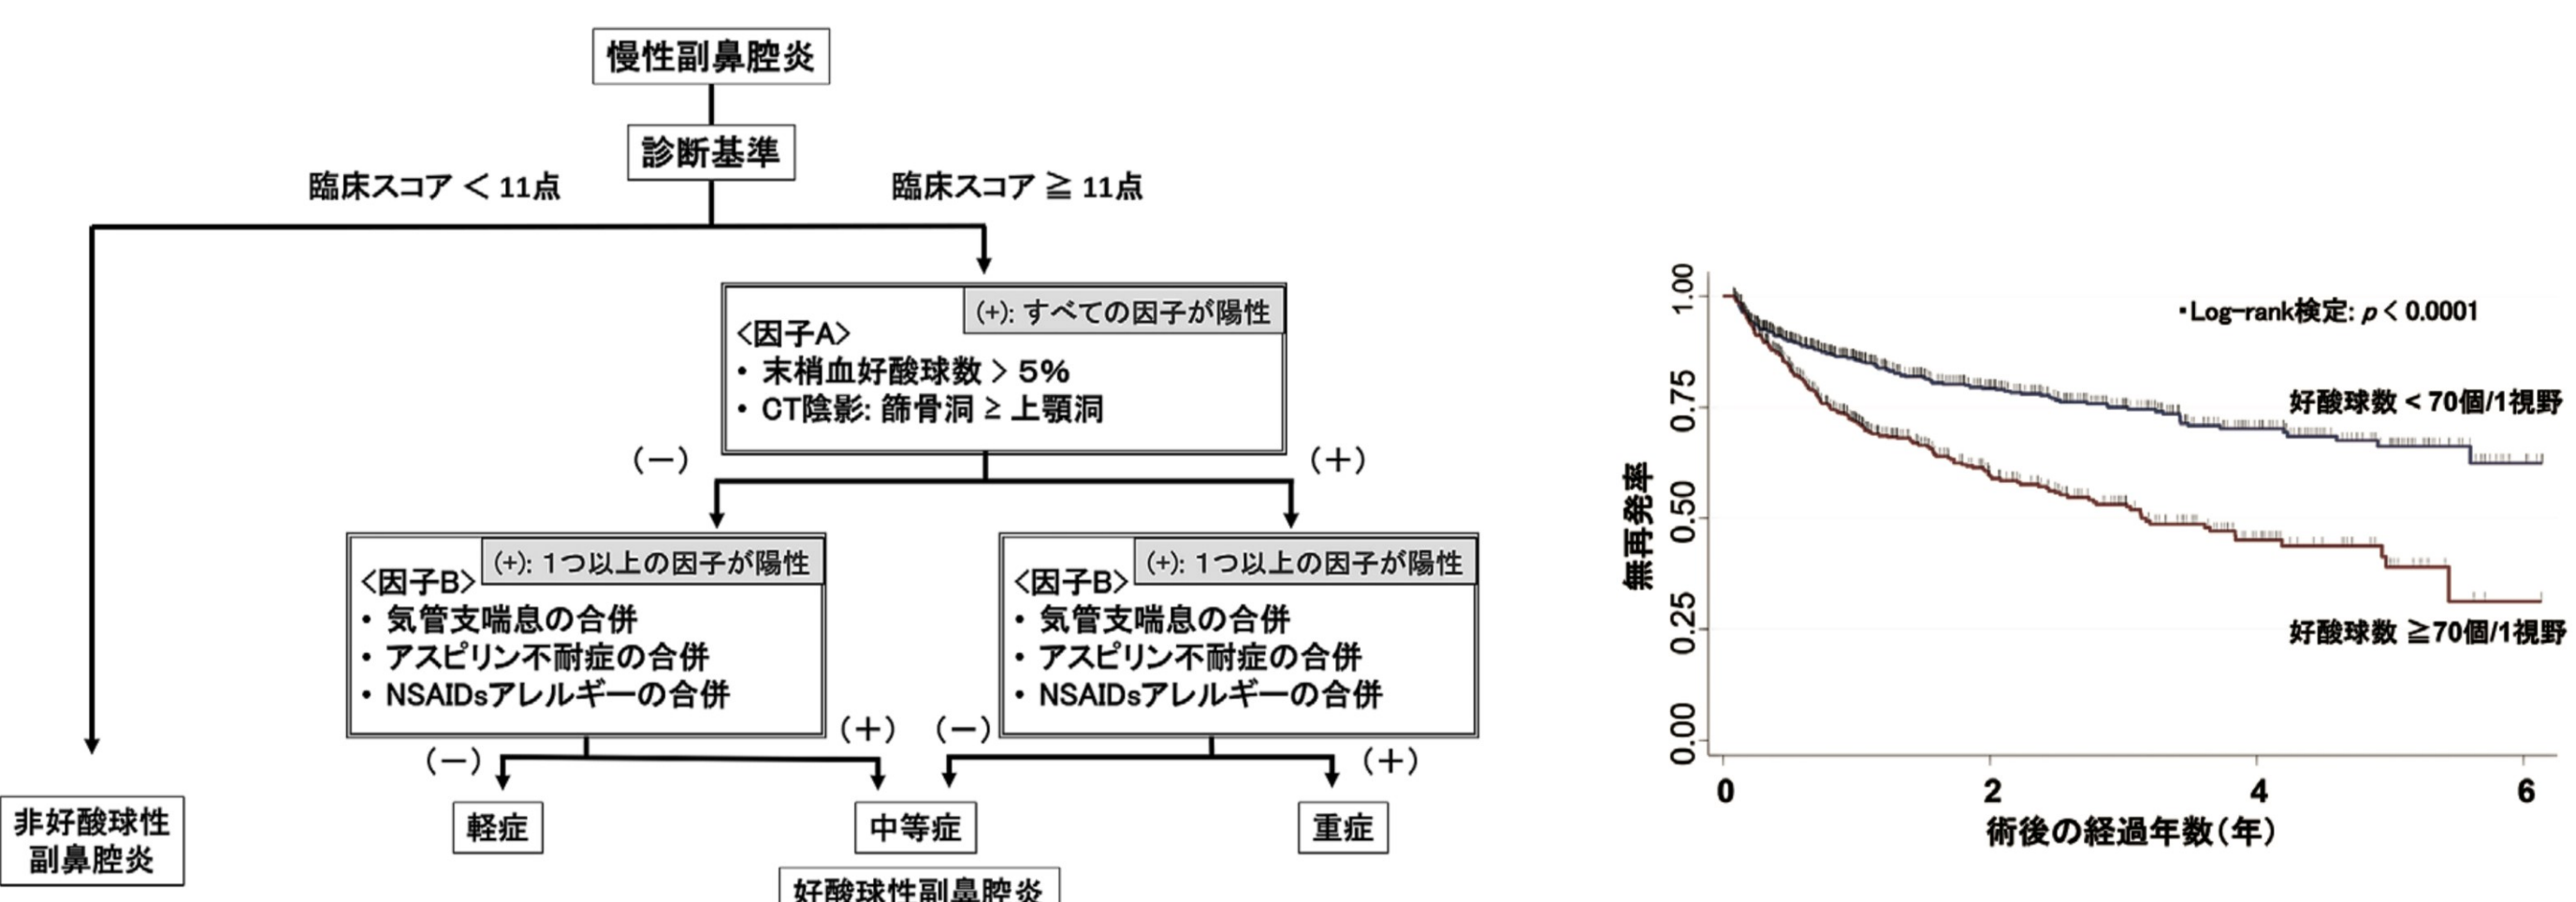 慢性副鼻腔炎
診断基準
臨床スコア < 11点
臨床スコア ≧ 11点
(+): すべての因子が陽性
<因子A>
• 末梢血好酸球数 > 5%
• CT陰影: 篩骨洞 ≥ 上顎洞
(−)
(+)
(+): 1つ以上の因子が陽性
<因子B>
• 気管支喘息の合併
• アスピリン不耐症の合併
• NSAIDsアレルギーの合併
(+): 1つ以上の因子が陽性
<因子B>
• 気管支喘息の合併
• アスピリン不耐症の合併
• NSAIDsアレルギーの合併
(−)
(+)
(−)
(+)
非好酸球性
副鼻腔炎
軽症
中等症
重症
好酸球性副鼻腔炎
・Log-rank検定: p < 0.0001
好酸球数 < 70個/1視野
好酸球数 ≧70個/1視野
無再発率
1.00
0.75
0.50
0.25
0.00
0
2
4
6
術後の経過年数(年)